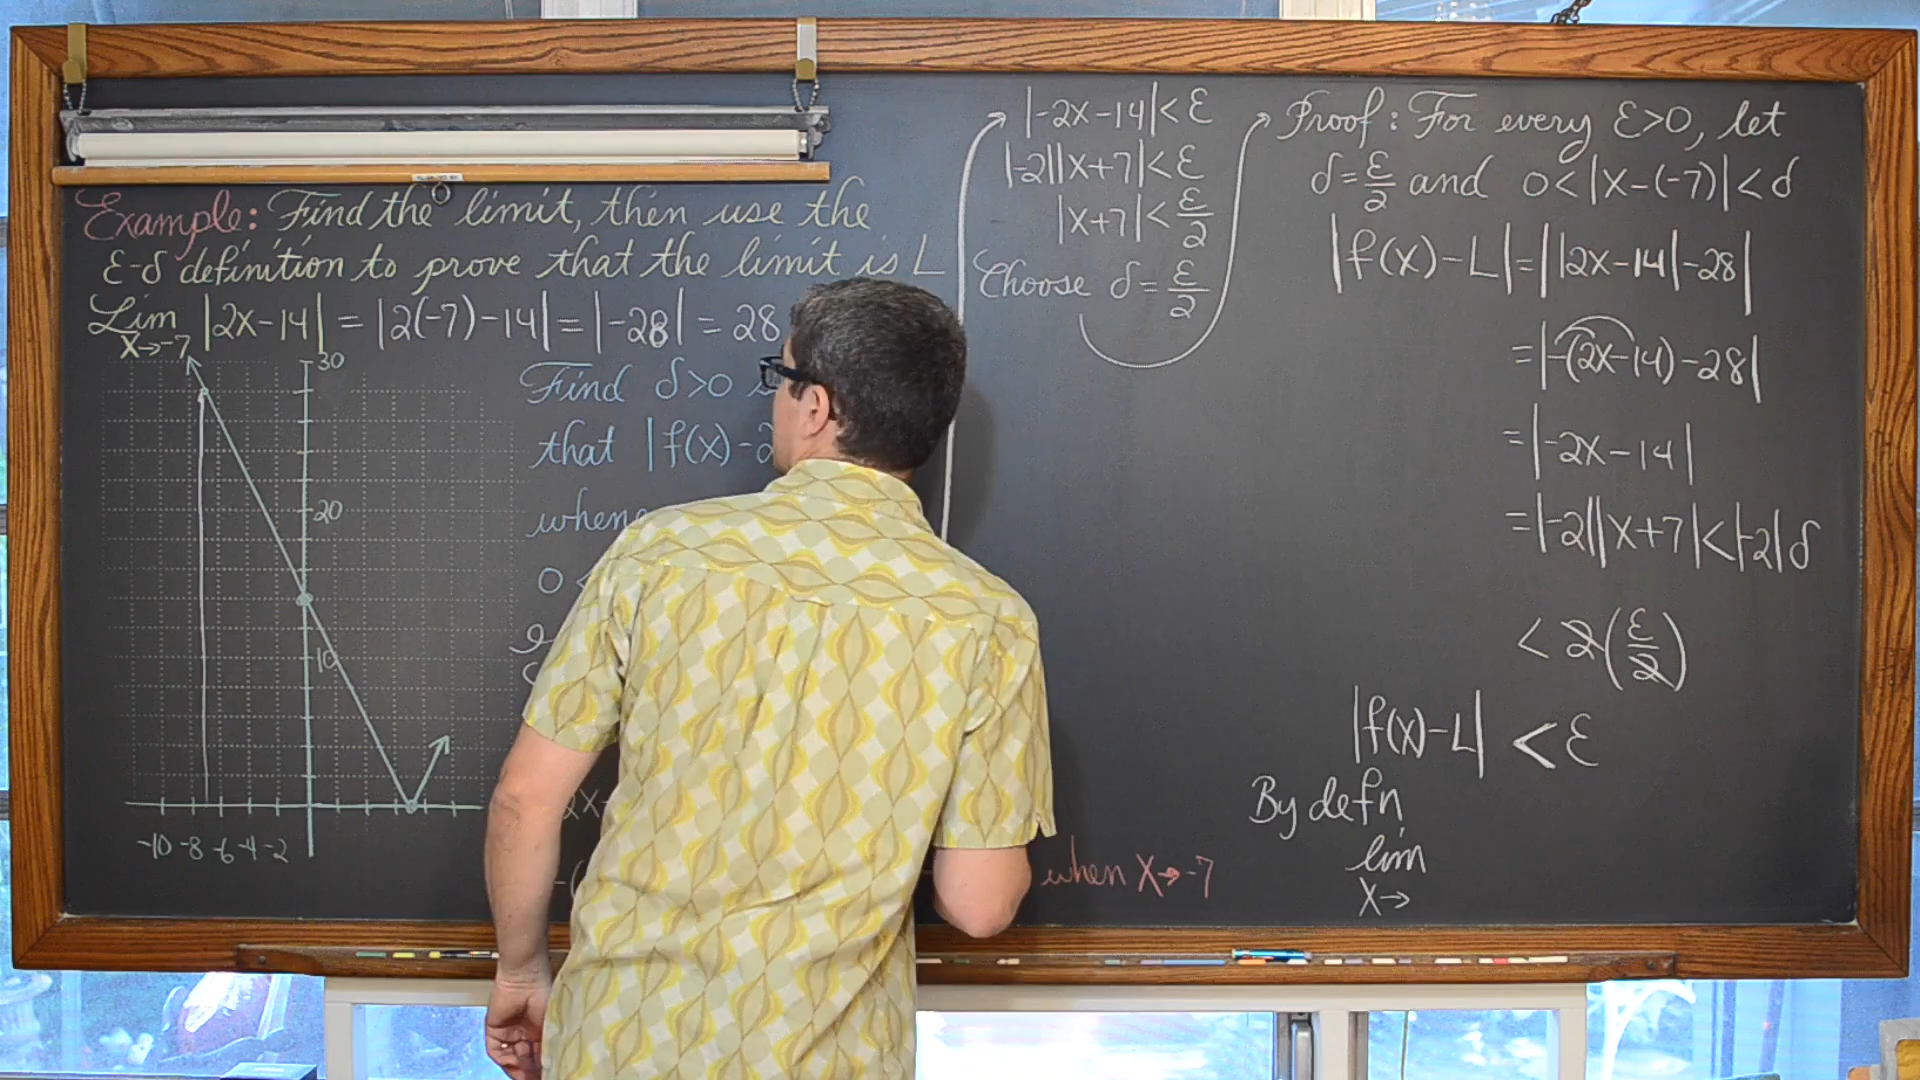 Example: Find the limit, then use the
ε-δ definition to prove that the limit is L
Lim |2x-14| = |2(-7)-14| = |-28| = 28
x→-7
30
20
10
-10 -8 -6 -4 -2
Find δ>0
that |f(x)-2
when
0 <
2x-
-(
when x→-7
|-2x-14|<ε
|-2||x+7|<ε
|x+7|<ε/2
Choose δ=ε/2
Proof: For every ε>0, let
δ=ε/2 and 0<|x-(-7)|<δ
|f(x)-L|=||2x-14|-28|
=|-(2x-14)-28|
=|-2x-14|
=|-2||x+7|<|-2|δ
<2(ε/2)
|f(x)-L| <ε
By defn,
lim
x→